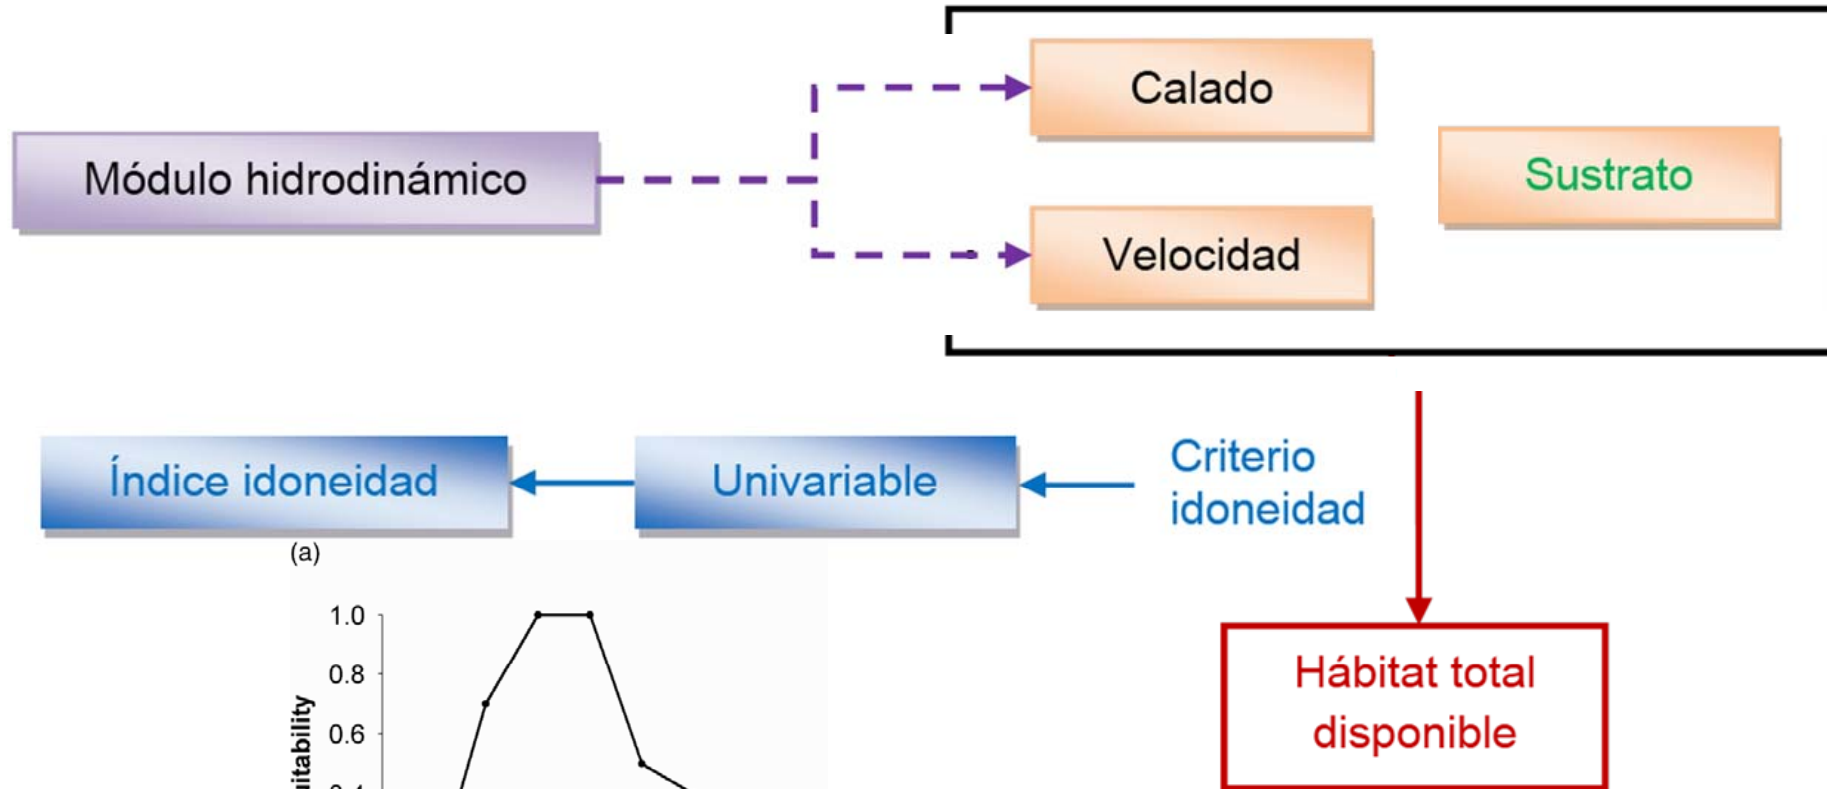 Calado
Módulo hidrodinámico
Sustrato
Velocidad
Índice idoneidad
Univariable
Criterio
idoneidad
(a)
1.0
0.8
0.6
Hábitat total
disponible